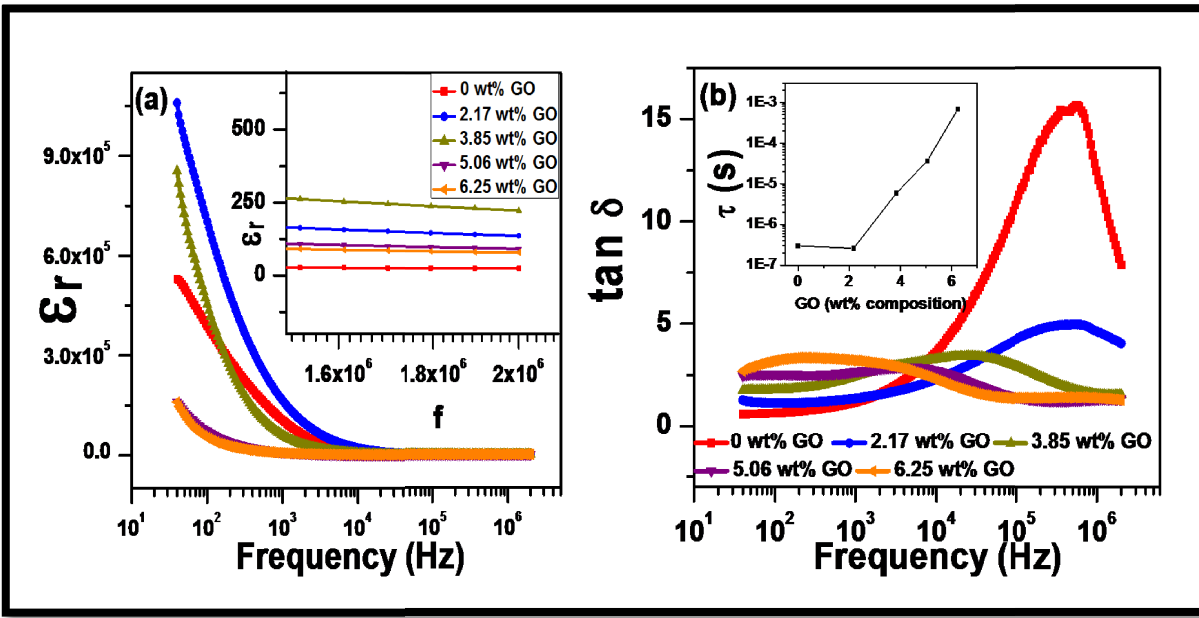 (a)
εr
9.0x10^5
6.0x10^5
3.0x10^5
0.0
10^1 10^2 10^3 10^4 10^5 10^6
Frequency (Hz)
εr
500
250
0
1.6x10^6 1.8x10^6 2x10^6
f
0 wt% GO
2.17 wt% GO
3.85 wt% GO
5.06 wt% GO
6.25 wt% GO
(b)
tan δ
15
10
5
0
10^1 10^2 10^3 10^4 10^5 10^6
Frequency (Hz)
τ (s)
1E-3
1E-4
1E-5
1E-6
1E-7
0 2 4 6
GO (wt% composition)
0 wt% GO 2.17 wt% GO 3.85 wt% GO
5.06 wt% GO 6.25 wt% GO